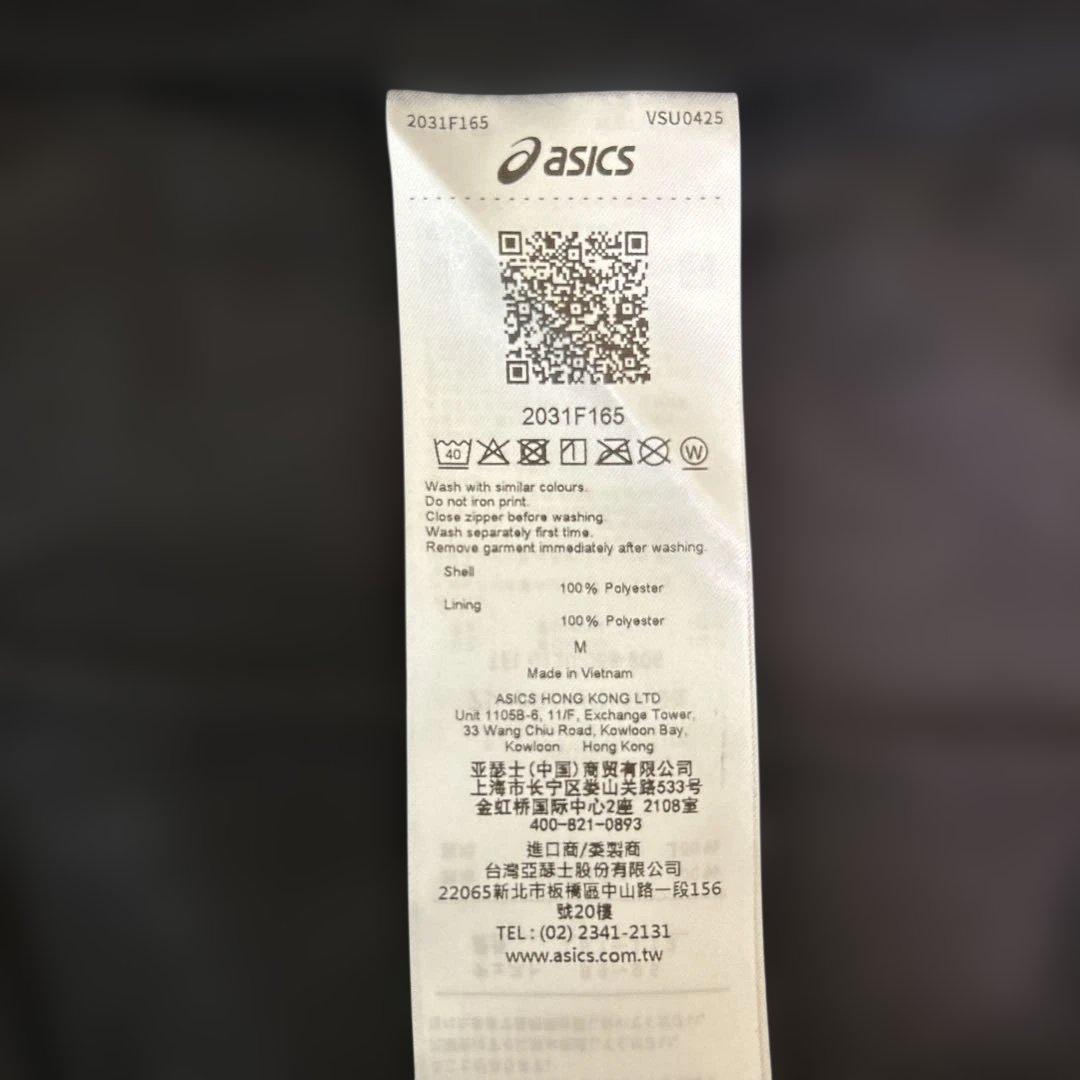 2031F165 VSU0425
asics
2031F165
40 W
Wash with similar colours.
Do not iron print.
Close zipper before washing.
Wash separately first time.
Remove garment immediately after washing.
Shell
100% Polyester
Lining
100% Polyester
M
Made in Vietnam
ASICS HONG KONG LTD
Unit 1105B-6, 11/F, Exchange Tower,
33 Wang Chiu Road, Kowloon Bay,
Kowloon Hong Kong
亚瑟士(中国)商贸有限公司
上海市长宁区娄山关路533号
金虹桥国际中心2座 2108室
400-821-0893
進口商/委製商
台灣亞瑟士股份有限公司
22065新北市板橋區中山路一段156
號20樓
TEL:(02) 2341-2131
www.asics.com.tw